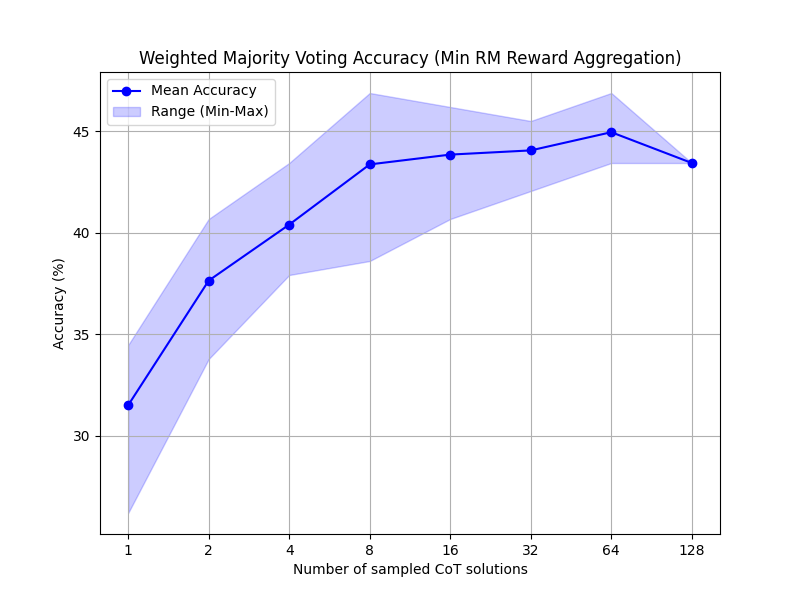 Weighted Majority Voting Accuracy (Min RM Reward Aggregation)
Mean Accuracy
Range (Min-Max)
45
40
35
30
Accuracy (%)
1 2 4 8 16 32 64 128
Number of sampled CoT solutions